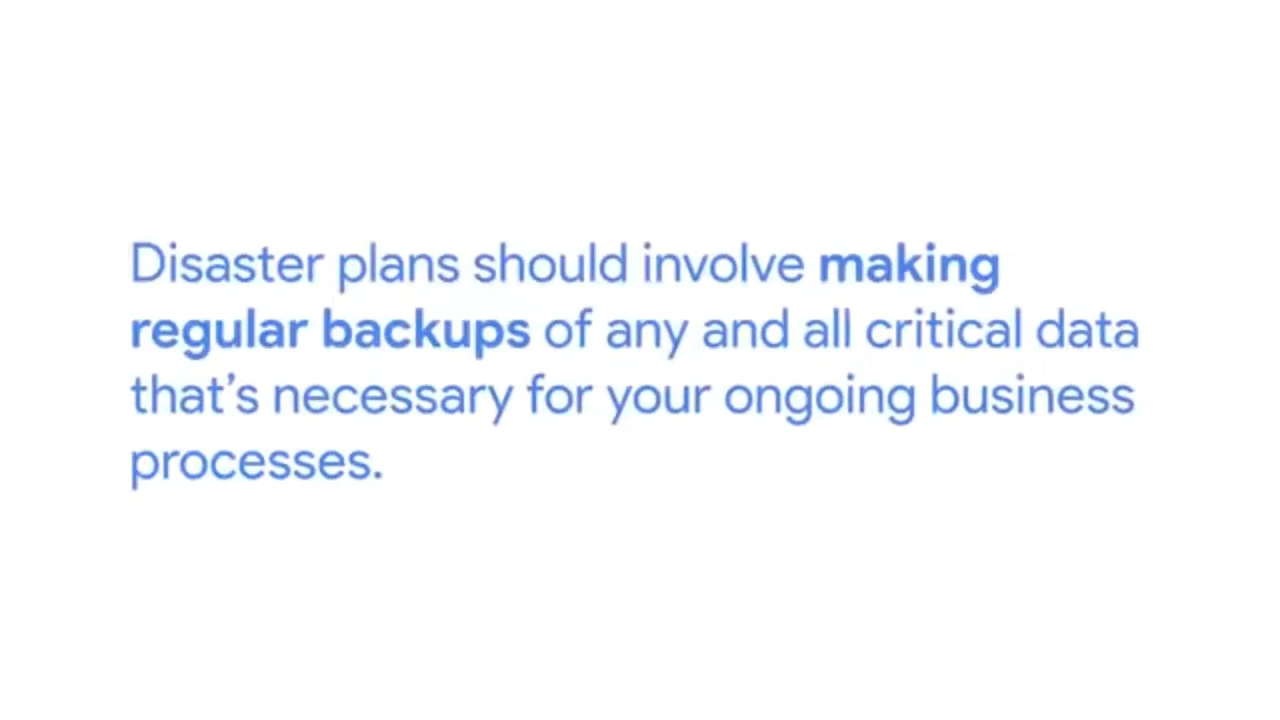 Disaster plans should involve making
regular backups of any and all critical data
that’s necessary for your ongoing business
processes.